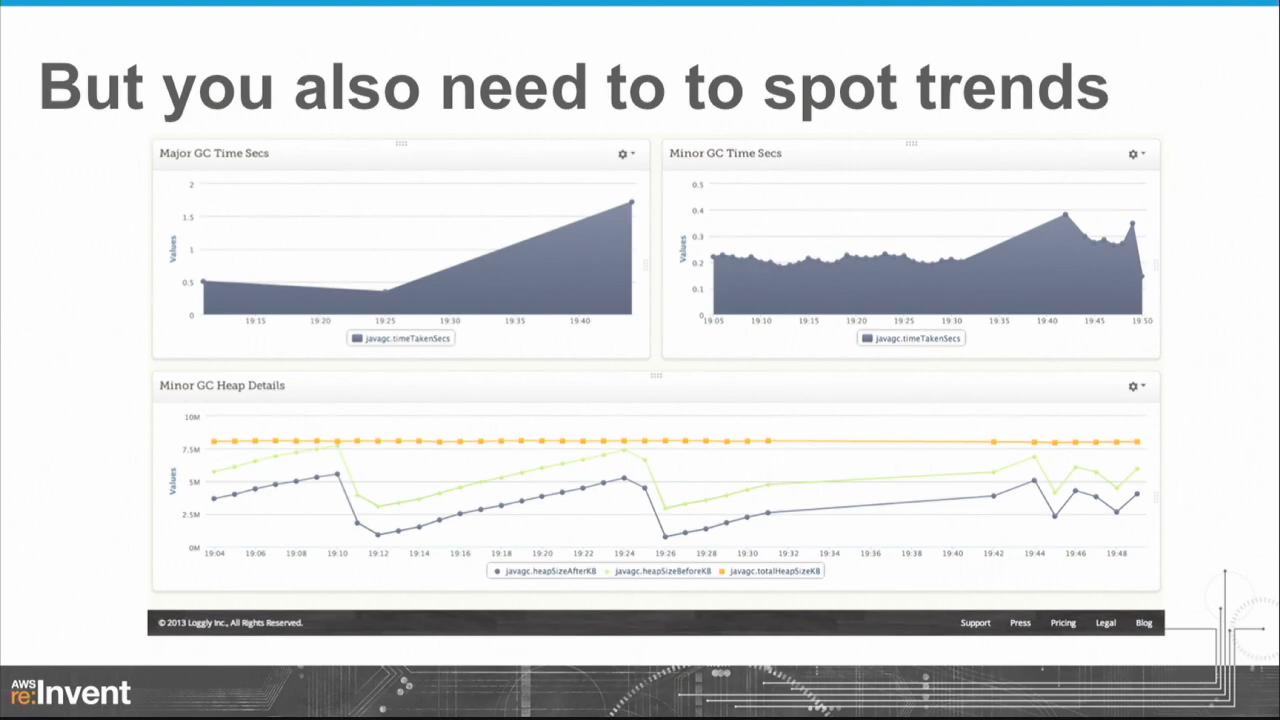 But you also need to to spot trends
Major GC Time Secs
Values
2
1.5
1
0.5
0
19:15 19:20 19:25 19:30 19:35 19:40
javagc.timeTakenSecs
Minor GC Time Secs
Values
0.5
0.4
0.3
0.2
0.1
0
19:05 19:10 19:15 19:20 19:25 19:30 19:35 19:40 19:45 19:50
javagc.timeTakenSecs
Minor GC Heap Details
Values
10M
7.5M
5M
2.5M
0M
19:04 19:06 19:08 19:10 19:12 19:14 19:16 19:18 19:20 19:22 19:24 19:26 19:28 19:30 19:32 19:34 19:36 19:38 19:40 19:42 19:44 19:46 19:48
javagc.heapSizeAfterKB javagc.heapSizeBeforeKB javagc.totalHeapSizeKB
© 2013 Loggly Inc., All Rights Reserved. Support Press Pricing Legal Blog
AWS
re:Invent